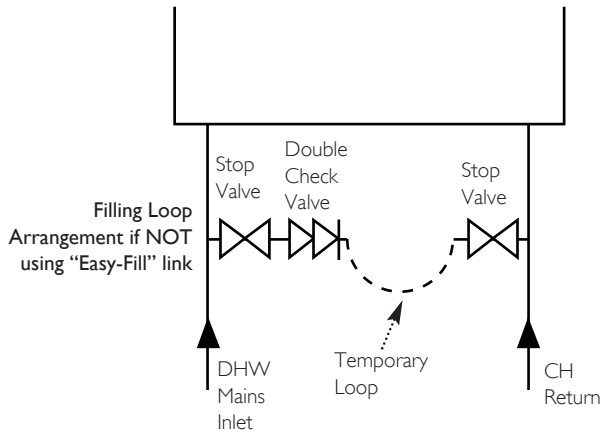 Stop
Valve
Double
Check
Valve
Stop
Valve
Filling Loop
Arrangement if NOT
using “Easy-Fill” link
DHW
Mains
Inlet
Temporary
Loop
CH
Return